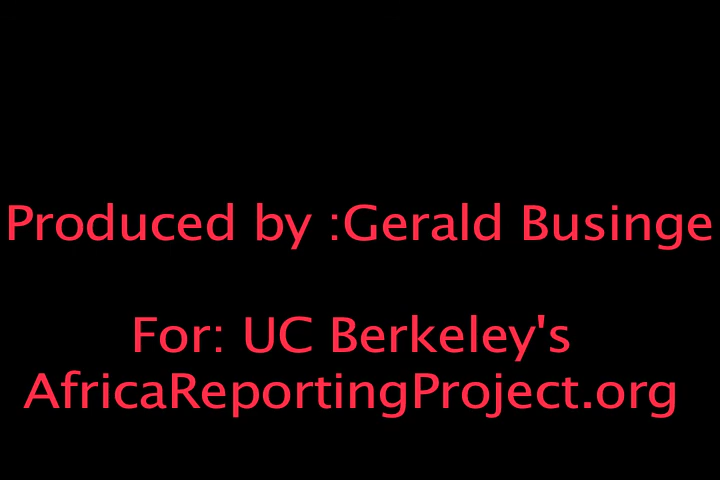 Produced by :Gerald Businge
For: UC Berkeley's
AfricaReportingProject.org